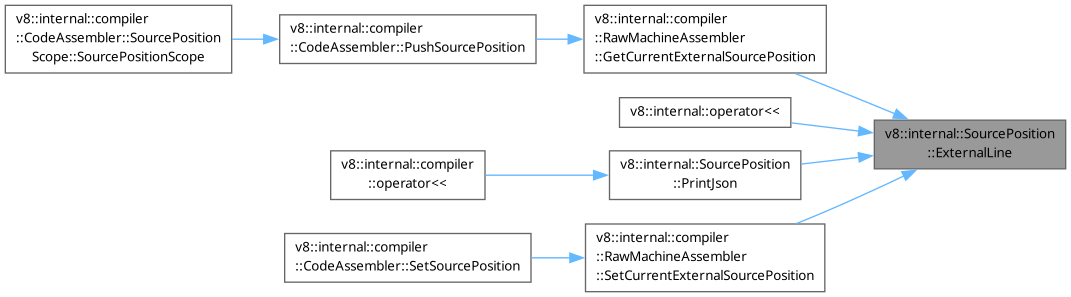 v8::internal::compiler
::CodeAssembler::SourcePosition
Scope::SourcePositionScope
v8::internal::compiler
::CodeAssembler::PushSourcePosition
v8::internal::compiler
::RawMachineAssembler
::GetCurrentExternalSourcePosition
v8::internal::operator<<
v8::internal::SourcePosition
::ExternalLine
v8::internal::compiler
::operator<<
v8::internal::SourcePosition
::PrintJson
v8::internal::compiler
::CodeAssembler::SetSourcePosition
v8::internal::compiler
::RawMachineAssembler
::SetCurrentExternalSourcePosition